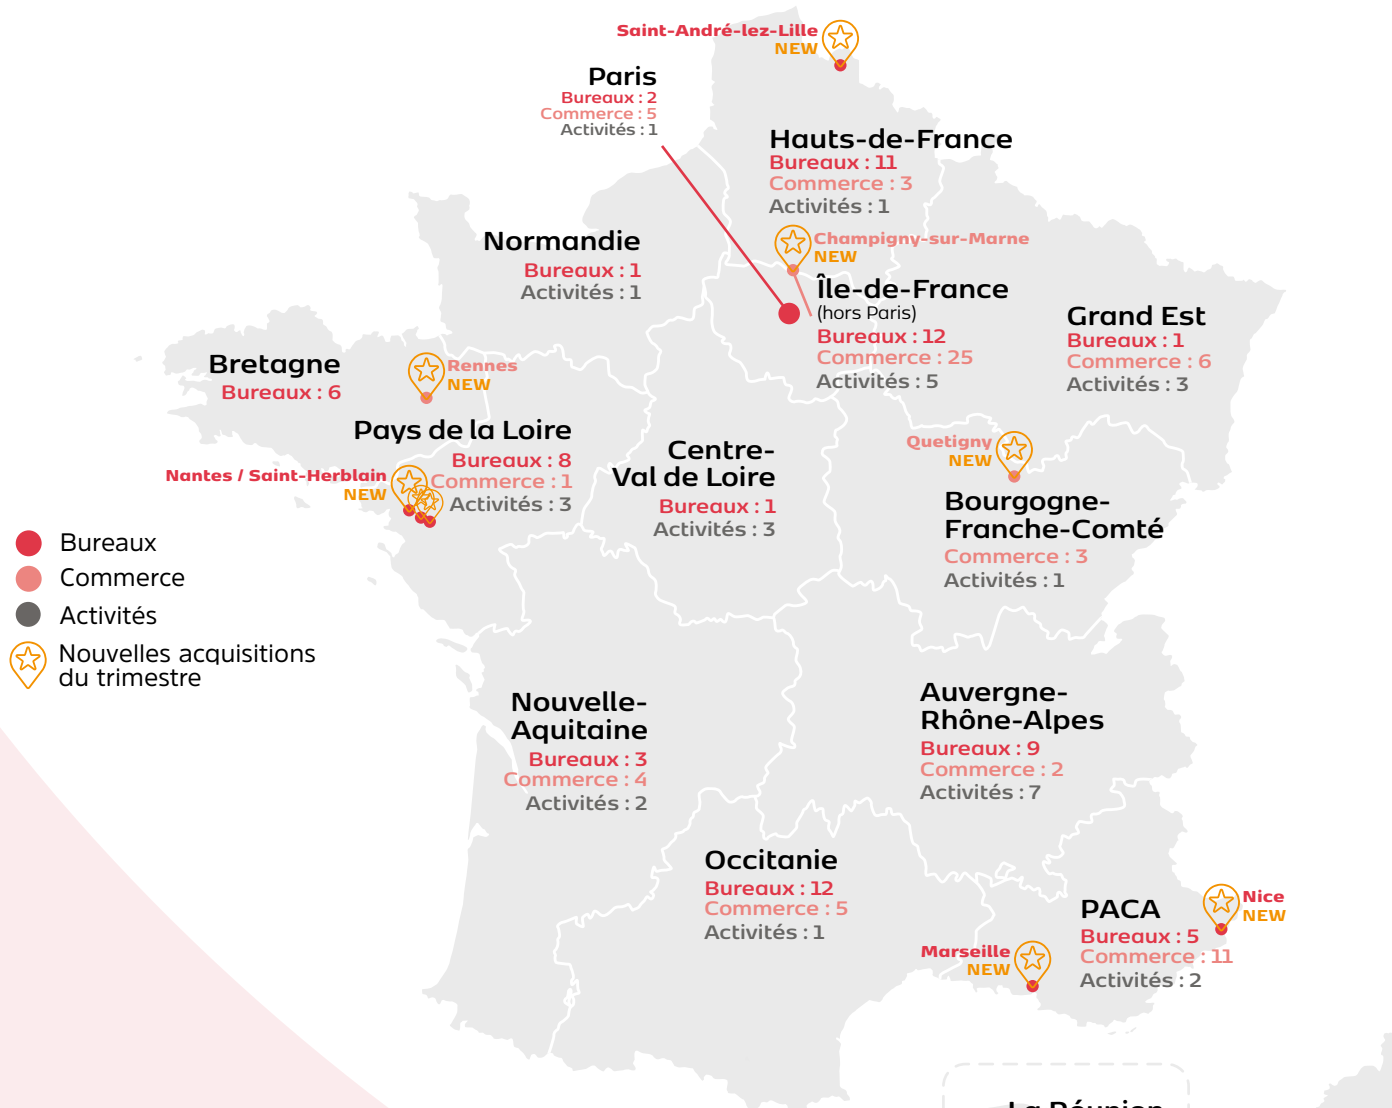 Saint-André-lez-Lille
NEW
Paris
Bureaux : 2
Commerce : 5
Activités : 1
Hauts-de-France
Bureaux : 11
Commerce : 3
Activités : 1
Normandie
Bureaux : 1
Activités : 1
Champigny-sur-Marne
NEW
Île-de-France
(hors Paris)
Bureaux : 12
Commerce : 25
Activités : 5
Grand Est
Bureaux : 1
Commerce : 6
Activités : 3
Bretagne
Bureaux : 6
Rennes
NEW
Pays de la Loire
Bureaux : 8
Commerce : 1
Activités : 3
Nantes / Saint-Herblain
NEW
Centre-
Val de Loire
Bureaux : 1
Activités : 3
Quetigny
NEW
Bourgogne-
Franche-Comté
Commerce : 3
Activités : 1
Bureaux
Commerce
Activités
Nouvelles acquisitions
du trimestre
Nouvelle-
Aquitaine
Bureaux : 3
Commerce : 4
Activités : 2
Auvergne-
Rhône-Alpes
Bureaux : 9
Commerce : 2
Activités : 7
Occitanie
Bureaux : 12
Commerce : 5
Activités : 1
PACA
Bureaux : 5
Commerce : 11
Activités : 2
Nice
NEW
Marseille
NEW
La Réunion